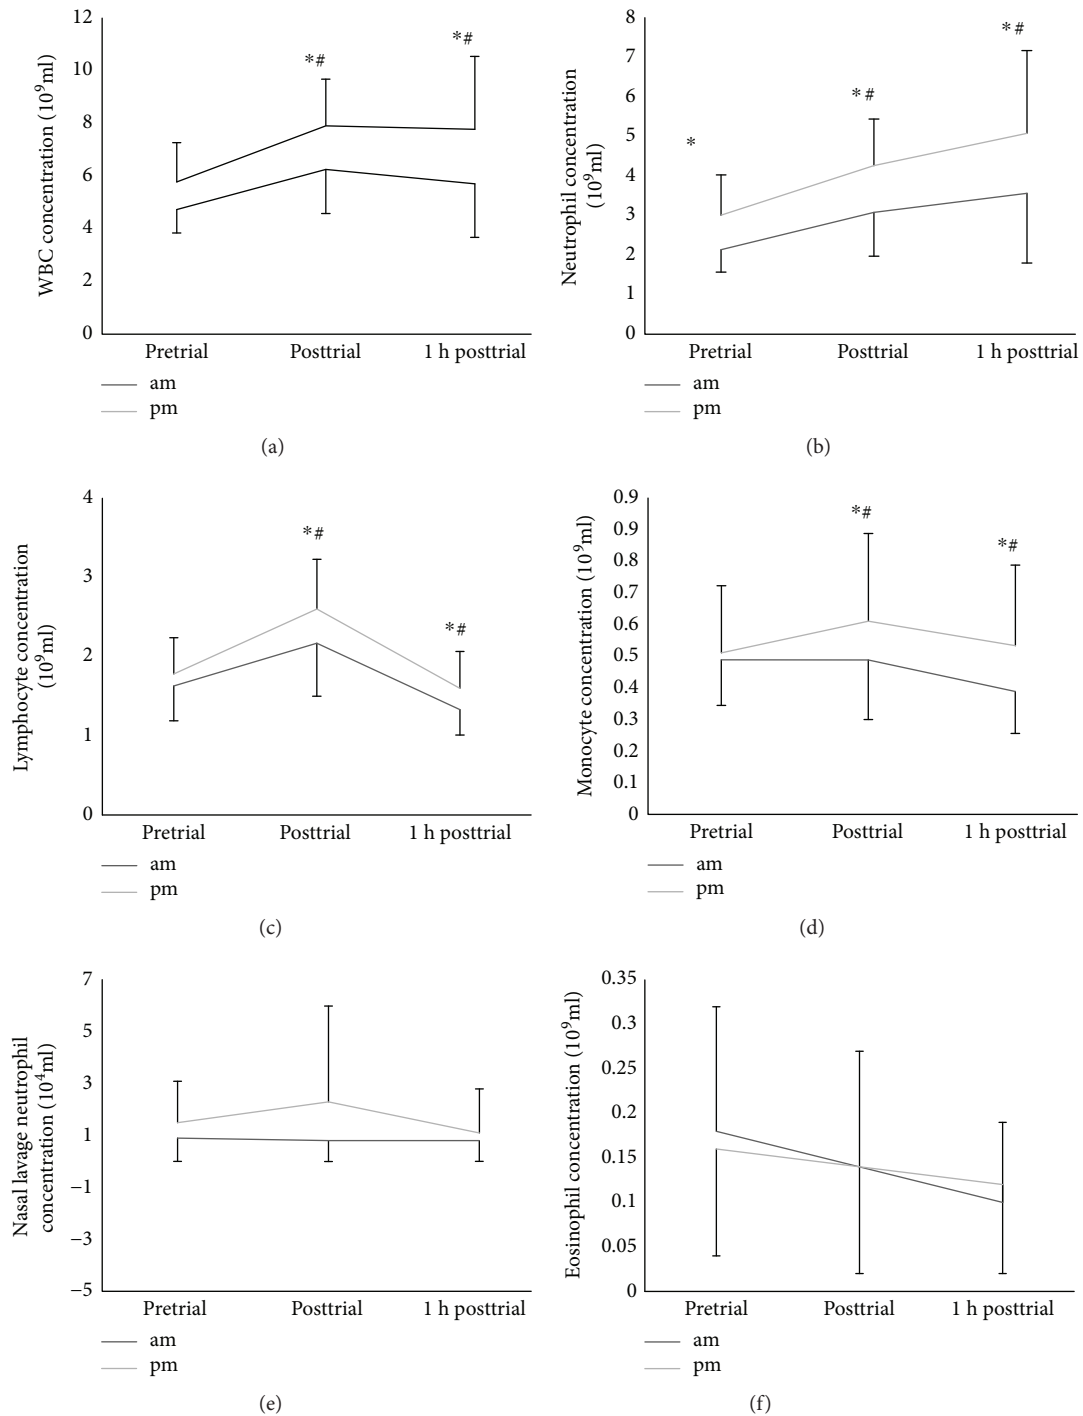 12
10
8
6
4
2
0
WBC concentration (10⁹ml)
*#
*#
Pretrial Posttrial 1 h posttrial
am
pm
(a)
8
7
6
5
4
3
2
1
0
Neutrophil concentration
(10⁹ml)
*
*#
*#
Pretrial Posttrial 1 h posttrial
am
pm
(b)
4
3
2
1
0
Lymphocyte concentration
(10⁹ml)
*#
*#
Pretrial Posttrial 1 h posttrial
am
pm
(c)
0.9
0.9
0.8
0.7
0.6
0.5
0.4
0.3
0.2
0.1
0
Monocyte concentration (10⁹ml)
*#
*#
Pretrial Posttrial 1 h posttrial
am
pm
(d)
7
5
3
1
−1
−3
−5
Nasal lavage neutrophil
concentration (10⁴ml)
Pretrial Posttrial 1 h posttrial
am
pm
(e)
0.35
0.3
0.25
0.2
0.15
0.1
0.05
0
Eosinophil concentration (10⁹ml)
Pretrial Posttrial 1 h posttrial
am
pm
(f)